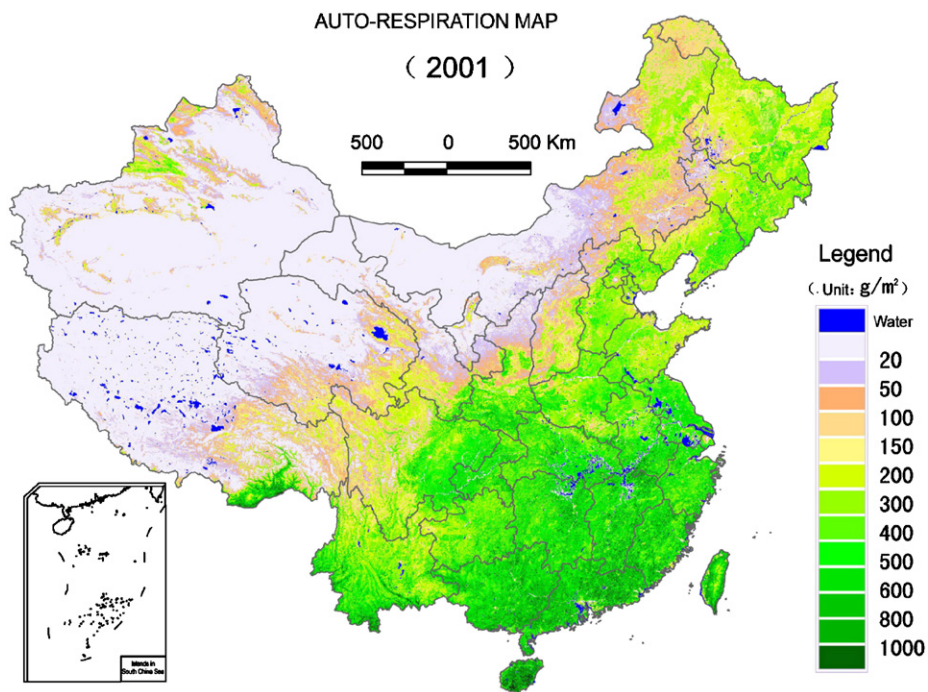 AUTO-RESPIRATION MAP
( 2001 )
500 0 500 Km
Legend
(. Unit: g/m²)
Water
20
50
100
150
200
300
400
500
600
800
1000
Islends in
South China Sea